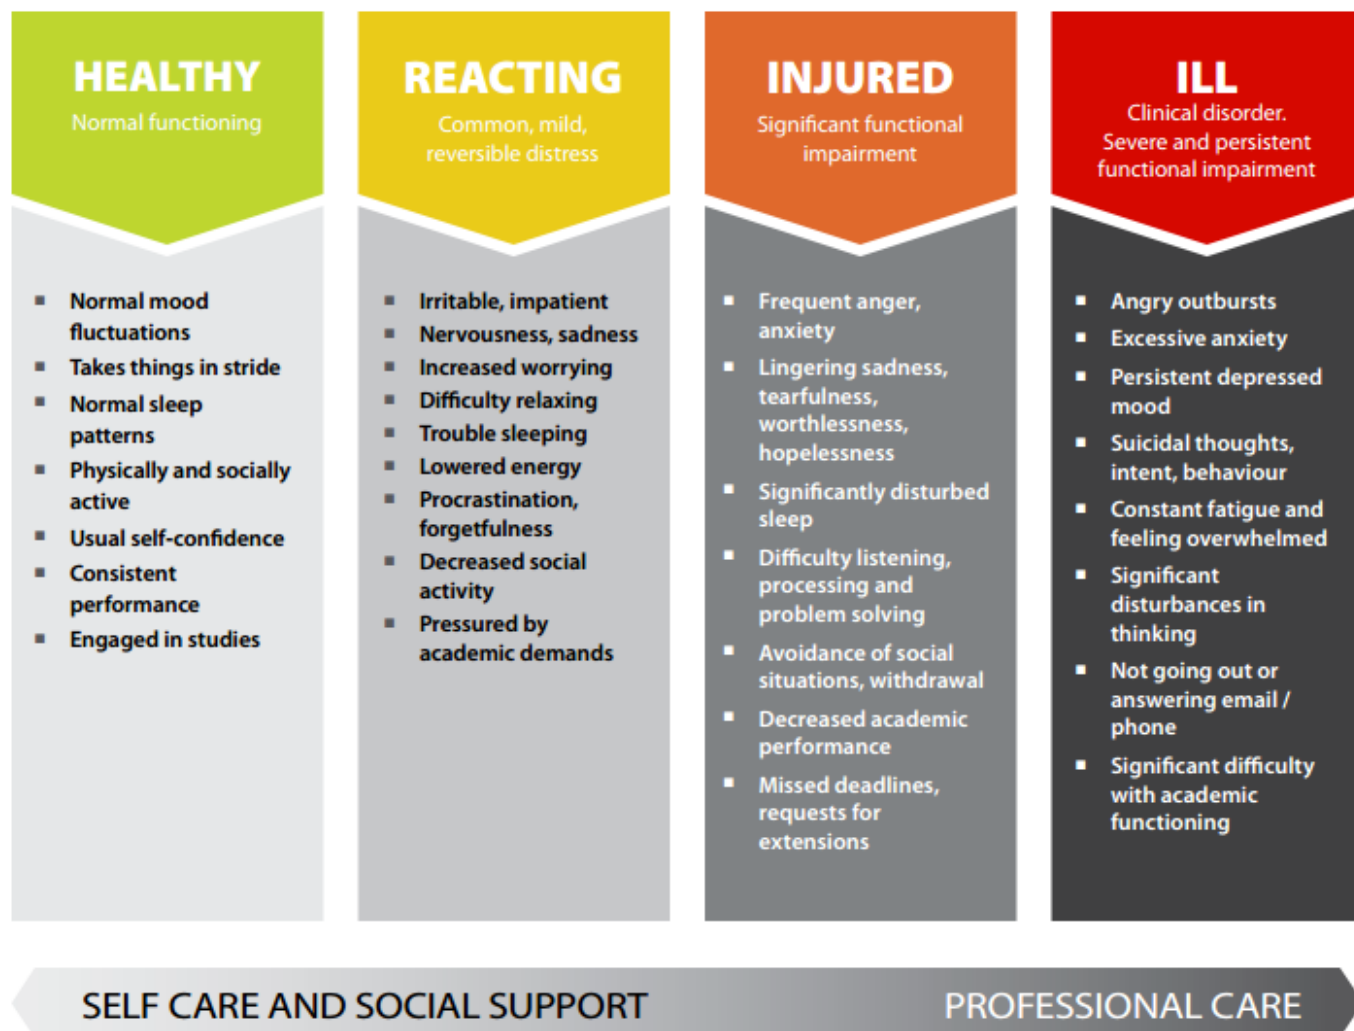 HEALTHY
Normal functioning
Normal mood
fluctuations
Takes things in stride
Normal sleep
patterns
Physically and socially
active
Usual self-confidence
Consistent
performance
Engaged in studies
REACTING
Common, mild,
reversible distress
Irritable, impatient
Nervousness, sadness
Increased worrying
Difficulty relaxing
Trouble sleeping
Lowered energy
Procrastination,
forgetfulness
Decreased social
activity
Pressured by
academic demands
INJURED
Significant functional
impairment
Frequent anger,
anxiety
Lingering sadness,
tearfulness,
worthlessness,
hopelessness
Significantly disturbed
sleep
Difficulty listening,
processing and
problem solving
Avoidance of social
situations, withdrawal
Decreased academic
performance
Missed deadlines,
requests for
extensions
ILL
Clinical disorder.
Severe and persistent
functional impairment
Angry outbursts
Excessive anxiety
Persistent depressed
mood
Suicidal thoughts,
intent, behaviour
Constant fatigue and
feeling overwhelmed
Significant
disturbances in
thinking
Not going out or
answering email /
phone
Significant difficulty
with academic
functioning
SELF CARE AND SOCIAL SUPPORT
PROFESSIONAL CARE